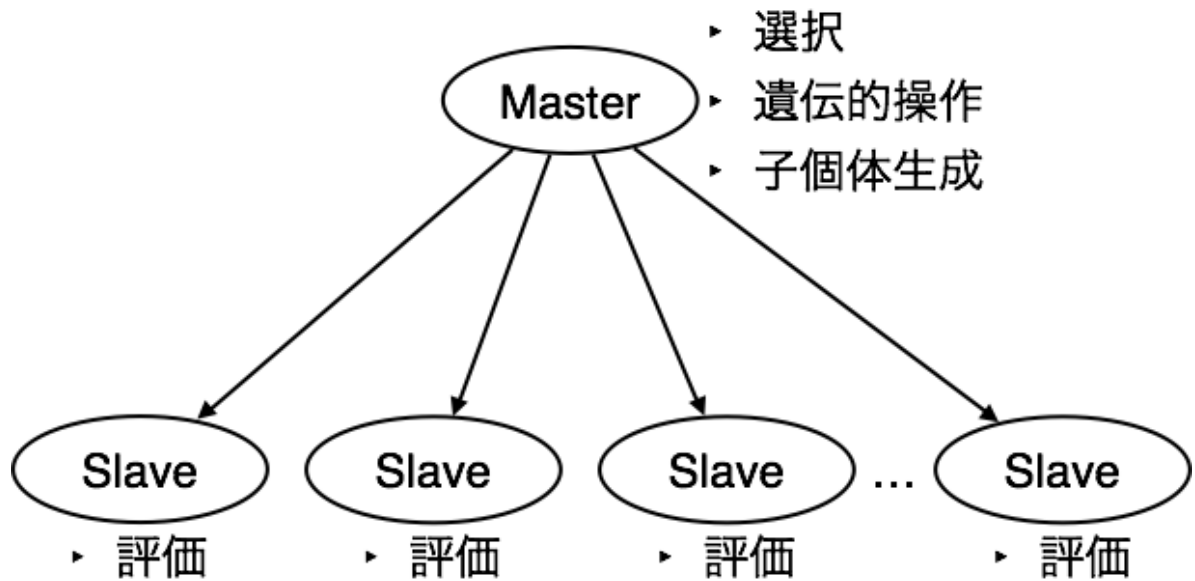 ‣ 選択
Master
‣ 遺伝的操作
‣ 子個体生成
Slave
Slave
Slave
...
Slave
‣ 評価
‣ 評価
‣ 評価
‣ 評価